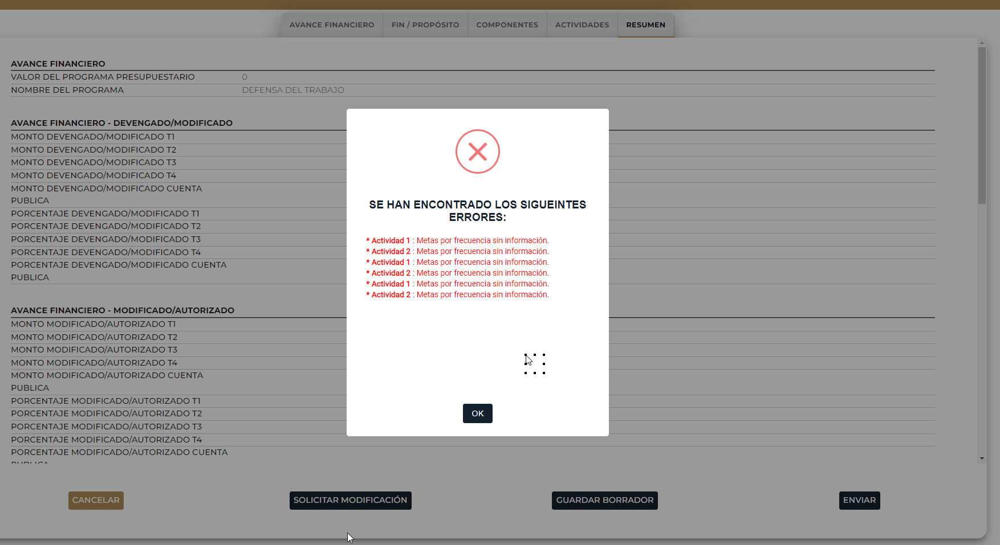 AVANCE FINANCIERO
FIN / PROPÓSITO
COMPONENTES
ACTIVIDADES
RESUMEN
AVANCE FINANCIERO
VALOR DEL PROGRAMA PRESUPUESTARIO 0
NOMBRE DEL PROGRAMA DEFENSA DEL TRABAJO
AVANCE FINANCIERO - DEVENGADO/MODIFICADO
MONTO DEVENGADO/MODIFICADO T1
MONTO DEVENGADO/MODIFICADO T2
MONTO DEVENGADO/MODIFICADO T3
MONTO DEVENGADO/MODIFICADO T4
MONTO DEVENGADO/MODIFICADO CUENTA
PUBLICA
PORCENTAJE DEVENGADO/MODIFICADO T1
PORCENTAJE DEVENGADO/MODIFICADO T2
PORCENTAJE DEVENGADO/MODIFICADO T3
PORCENTAJE DEVENGADO/MODIFICADO T4
PORCENTAJE DEVENGADO/MODIFICADO CUENTA
PUBLICA
AVANCE FINANCIERO - MODIFICADO/AUTORIZADO
MONTO MODIFICADO/AUTORIZADO T1
MONTO MODIFICADO/AUTORIZADO T2
MONTO MODIFICADO/AUTORIZADO T3
MONTO MODIFICADO/AUTORIZADO T4
MONTO MODIFICADO/AUTORIZADO CUENTA
PUBLICA
PORCENTAJE MODIFICADO/AUTORIZADO T1
PORCENTAJE MODIFICADO/AUTORIZADO T2
PORCENTAJE MODIFICADO/AUTORIZADO T3
PORCENTAJE MODIFICADO/AUTORIZADO T4
PORCENTAJE MODIFICADO/AUTORIZADO CUENTA
PUBLICA
SE HAN ENCONTRADO LOS SIGUEINTES
ERRORES:
* Actividad 1 : Metas por frecuencia sin información.
* Actividad 2 : Metas por frecuencia sin información.
* Actividad 1 : Metas por frecuencia sin información.
* Actividad 2 : Metas por frecuencia sin información.
* Actividad 1 : Metas por frecuencia sin información.
* Actividad 2 : Metas por frecuencia sin información.
OK
CANCELAR
SOLICITAR MODIFICACIÓN
GUARDAR BORRADOR
ENVIAR